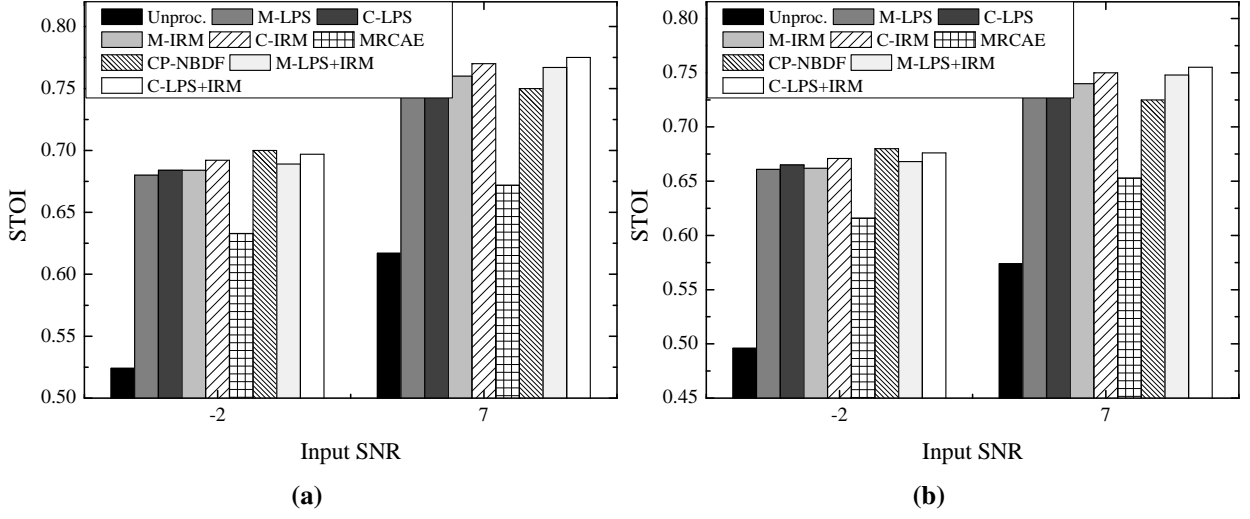 Unproc. M-LPS C-LPS
M-IRM C-IRM MRCAE
CP-NBDF M-LPS+IRM
C-LPS+IRM
0.80
0.75
0.70
0.65
0.60
0.55
0.50
STOI
-2 7
Input SNR
(a)
Unproc. M-LPS C-LPS
M-IRM C-IRM MRCAE
CP-NBDF M-LPS+IRM
C-LPS+IRM
0.80
0.75
0.70
0.65
0.60
0.55
0.50
0.45
STOI
-2 7
Input SNR
(b)